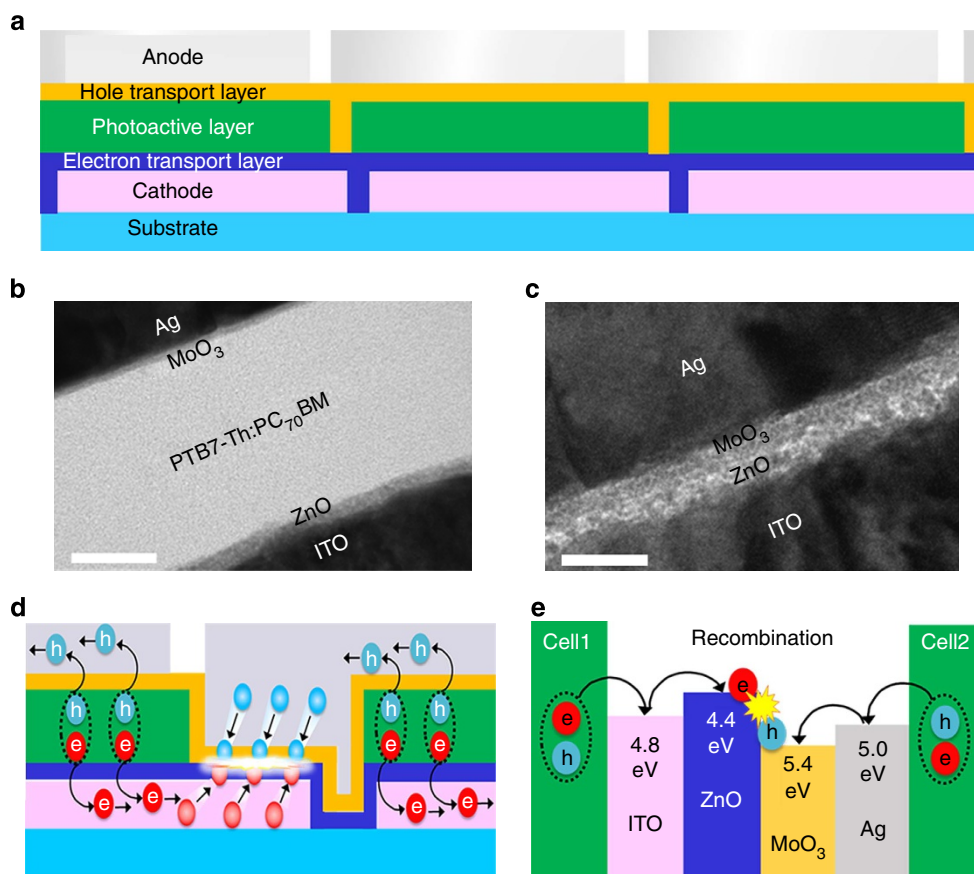 a
Anode
Hole transport layer
Photoactive layer
Electron transport layer
Cathode
Substrate
b
Ag
MoO3
PTB7-Th:PC70BM
ZnO
ITO
c
Ag
MoO3
ZnO
ITO
d
h h h h
h h h h
e e e e
e e e e
e
Cell1 Recombination Cell2
e e h h e
h
4.8 eV
ITO
4.4 eV
ZnO
5.4 eV
MoO3
5.0 eV
Ag